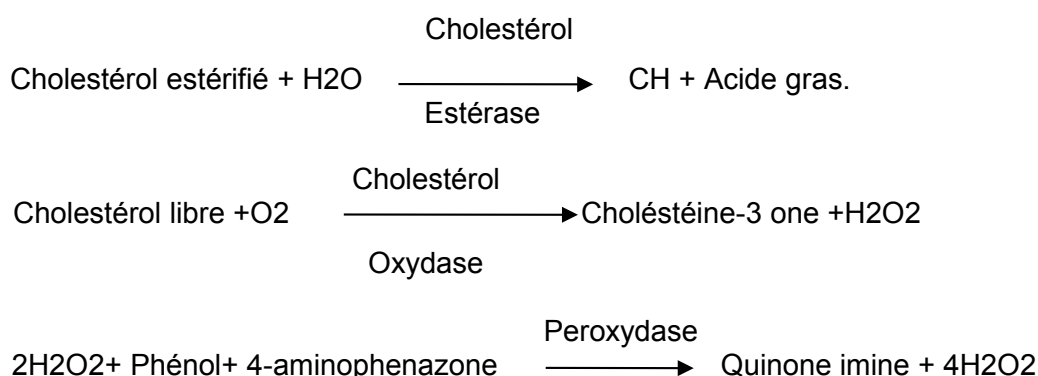 Cholestérol
Cholestérol estérifié + H2O CH + Acide gras.
Estérase
Cholestérol
Cholestérol libre +O2 Choléstéine-3 one +H2O2
Oxydase
Peroxydase
2H2O2+ Phénol+ 4-aminophenazone Quinone imine + 4H2O2